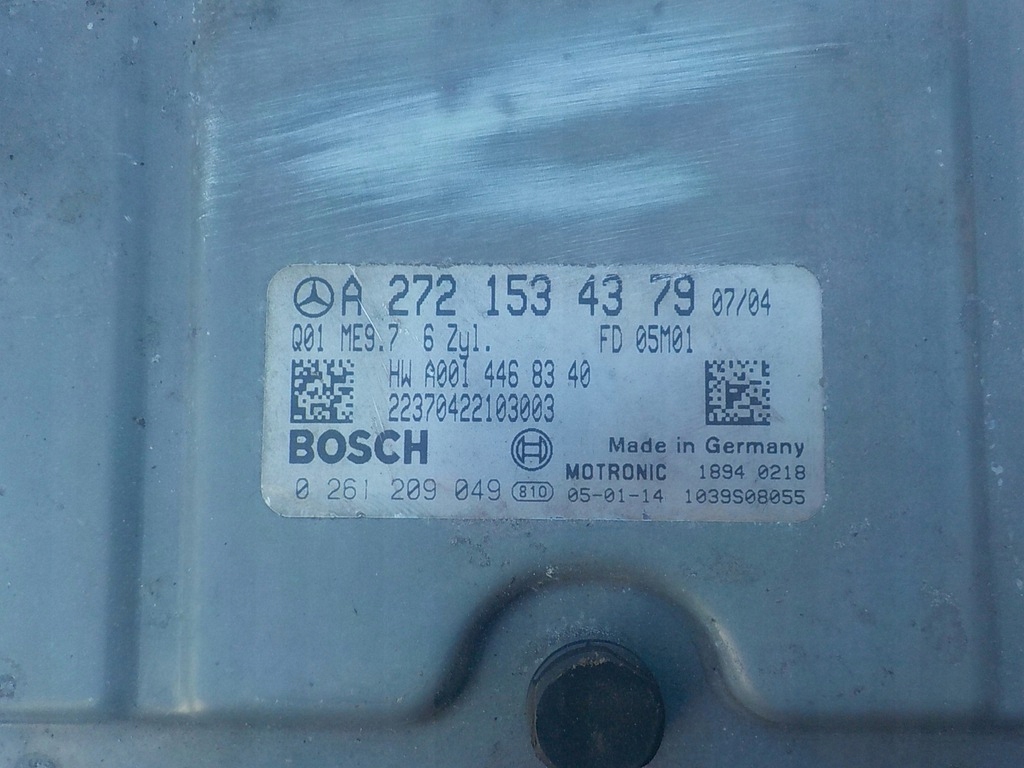 A 272 153 43 79 07/04
Q01 ME9.7 6 Zyl. FD 05M01
HW A001 446 83 40
22370422103003
BOSCH Made in Germany
MOTRONIC 1894 0218
0 261 209 049 810 05-01-14 1039S08055